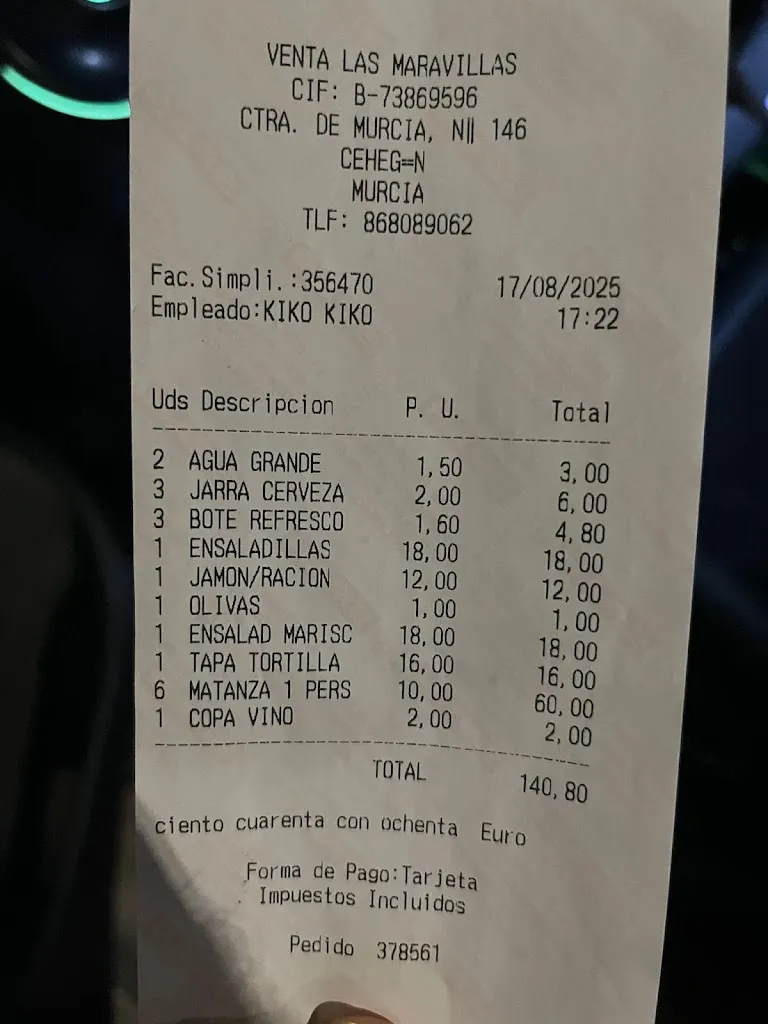 VENTA LAS MARAVILLAS
CIF: B-73869596
CTRA. DE MURCIA, N‖ 146
CEHEG=N
MURCIA
TLF: 868089062
Fac.Simpli.:356470 17/08/2025
Empleado:KIKO KIKO 17:22
Uds Descripcion P. U. Total
2 AGUA GRANDE 1,50 3,00
3 JARRA CERVEZA 2,00 6,00
3 BOTE REFRESCO 1,60 4,80
1 ENSALADILLAS 18,00 18,00
1 JAMON/RACION 12,00 12,00
1 OLIVAS 1,00 1,00
1 ENSALAD MARISC 18,00 18,00
1 TAPA TORTILLA 16,00 16,00
6 MATANZA 1 PERS 10,00 60,00
1 COPA VINO 2,00 2,00
TOTAL 140,80
ciento cuarenta con ochenta Euro
Forma de Pago:Tarjeta
Impuestos Incluidos
Pedido 378561